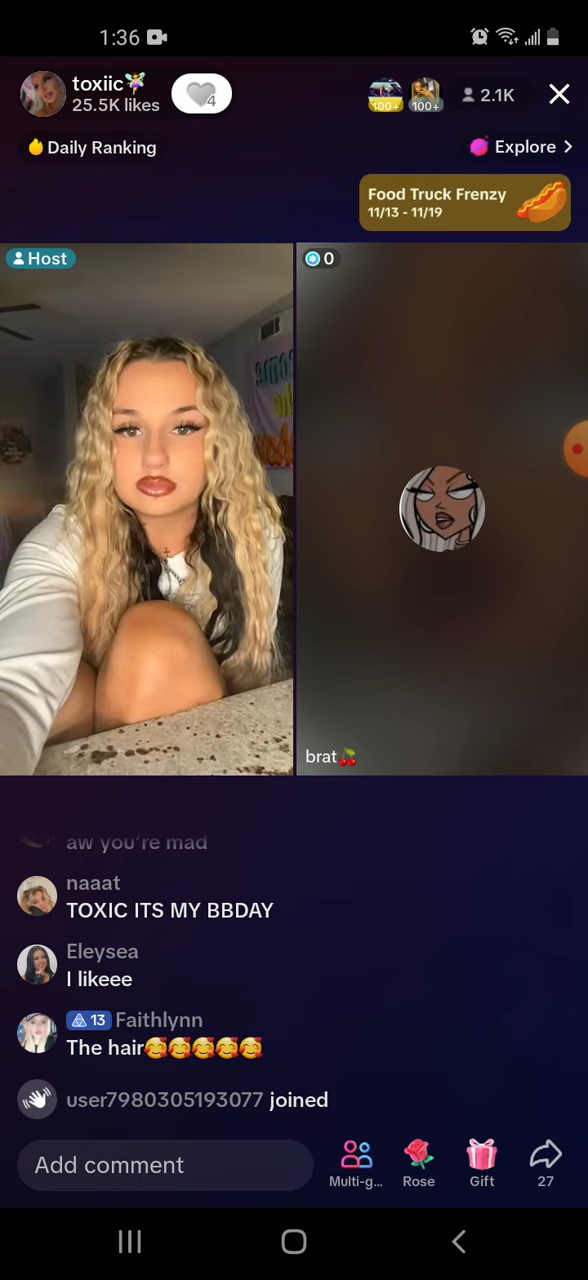 1:36
toxiic🧚‍♀️
25.5K likes
4
100+
100+
2.1K
Daily Ranking
Explore
Food Truck Frenzy
11/13 - 11/19
Host
0
brat🍒
aw you're mad
naaat
TOXIC ITS MY BBDAY
Eleysea
I likeee
13 Faithlynn
The hair🥰🥰🥰🥰🥰
user7980305193077 joined
Add comment
Multi-g...
Rose
Gift
27